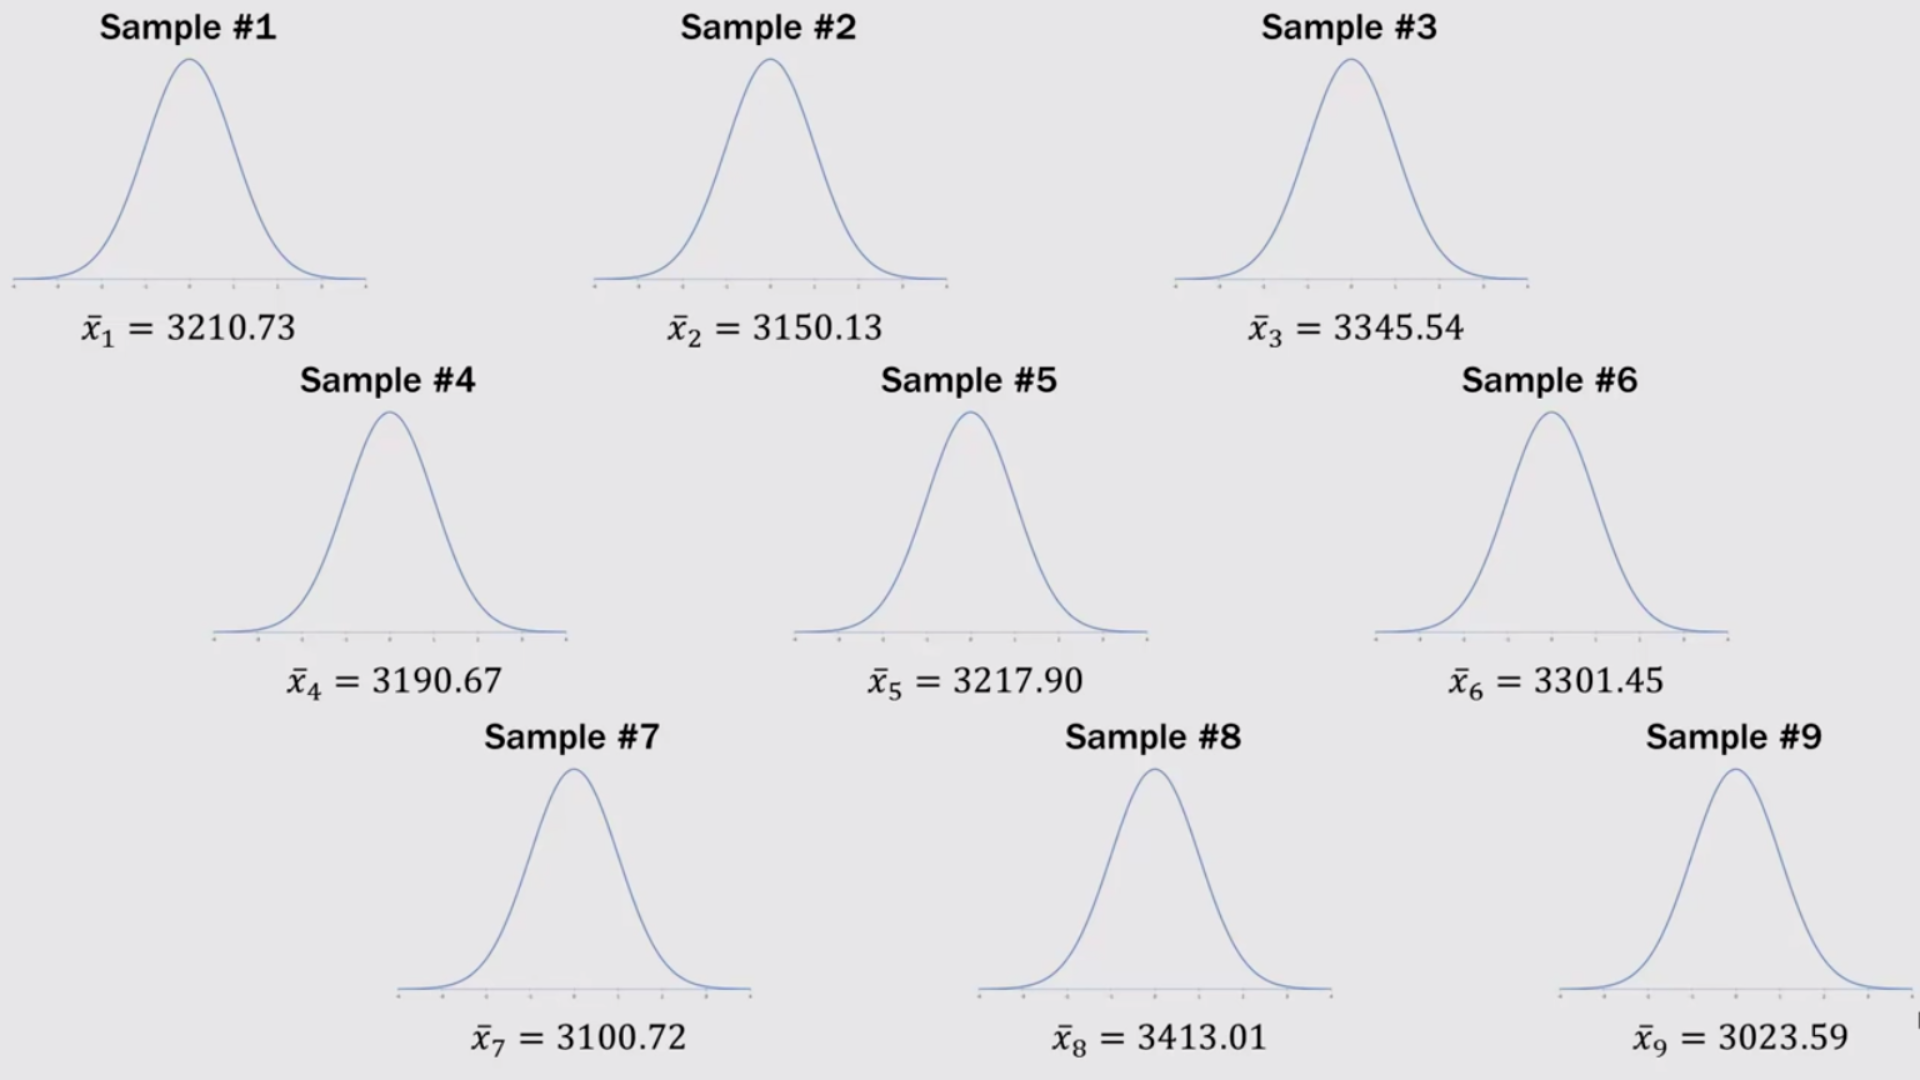 Sample #1
Sample #2
Sample #3
x̄₁ = 3210.73
x̄₂ = 3150.13
x̄₃ = 3345.54
Sample #4
Sample #5
Sample #6
x̄₄ = 3190.67
x̄₅ = 3217.90
x̄₆ = 3301.45
Sample #7
Sample #8
Sample #9
x̄₇ = 3100.72
x̄₈ = 3413.01
x̄₉ = 3023.59